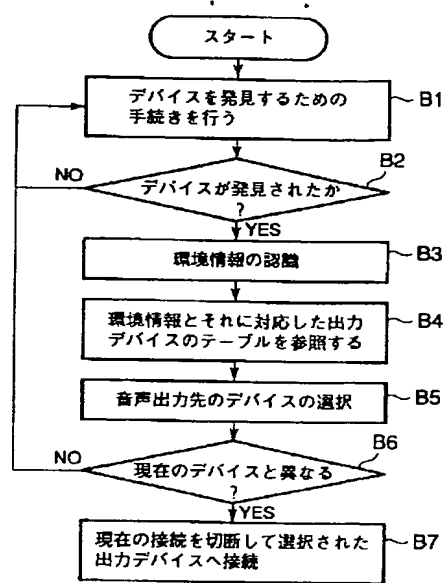 スタート
デバイスを発見するための
手続きを行う
B1
B2
デバイスが発見されたか
?
NO
YES
環境情報の認識
B3
環境情報とそれに対応した出力
デバイスのテーブルを参照する
B4
音声出力先のデバイスの選択
B5
B6
現在のデバイスと異なる
?
NO
YES
現在の接続を切断して選択された
出力デバイスへ接続
B7